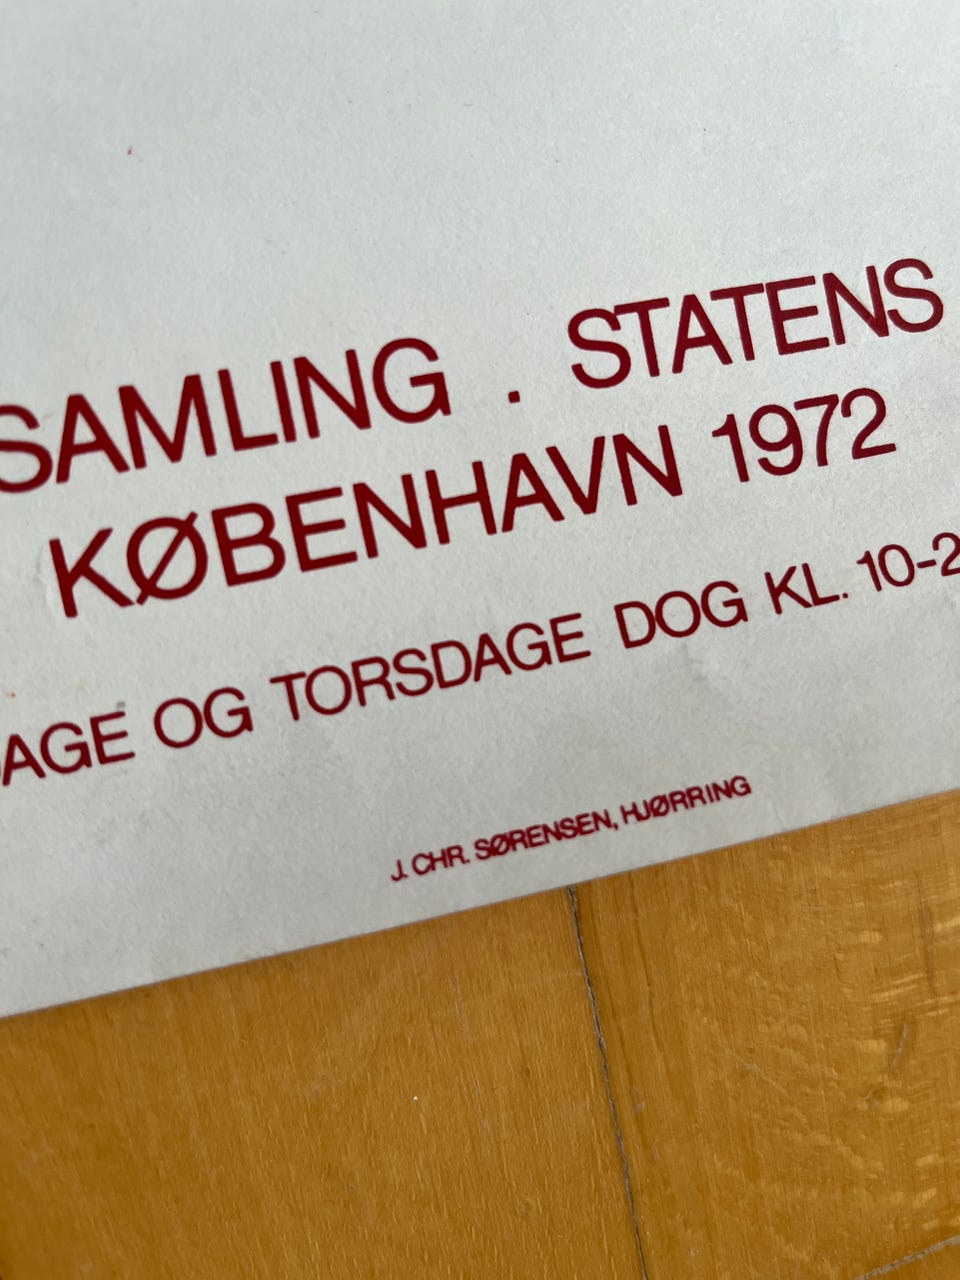 SAMLING . STATENS
KØBENHAVN 1972
AGE OG TORSDAGE DOG KL. 10-2
J. CHR. SØRENSEN, HJØRRING